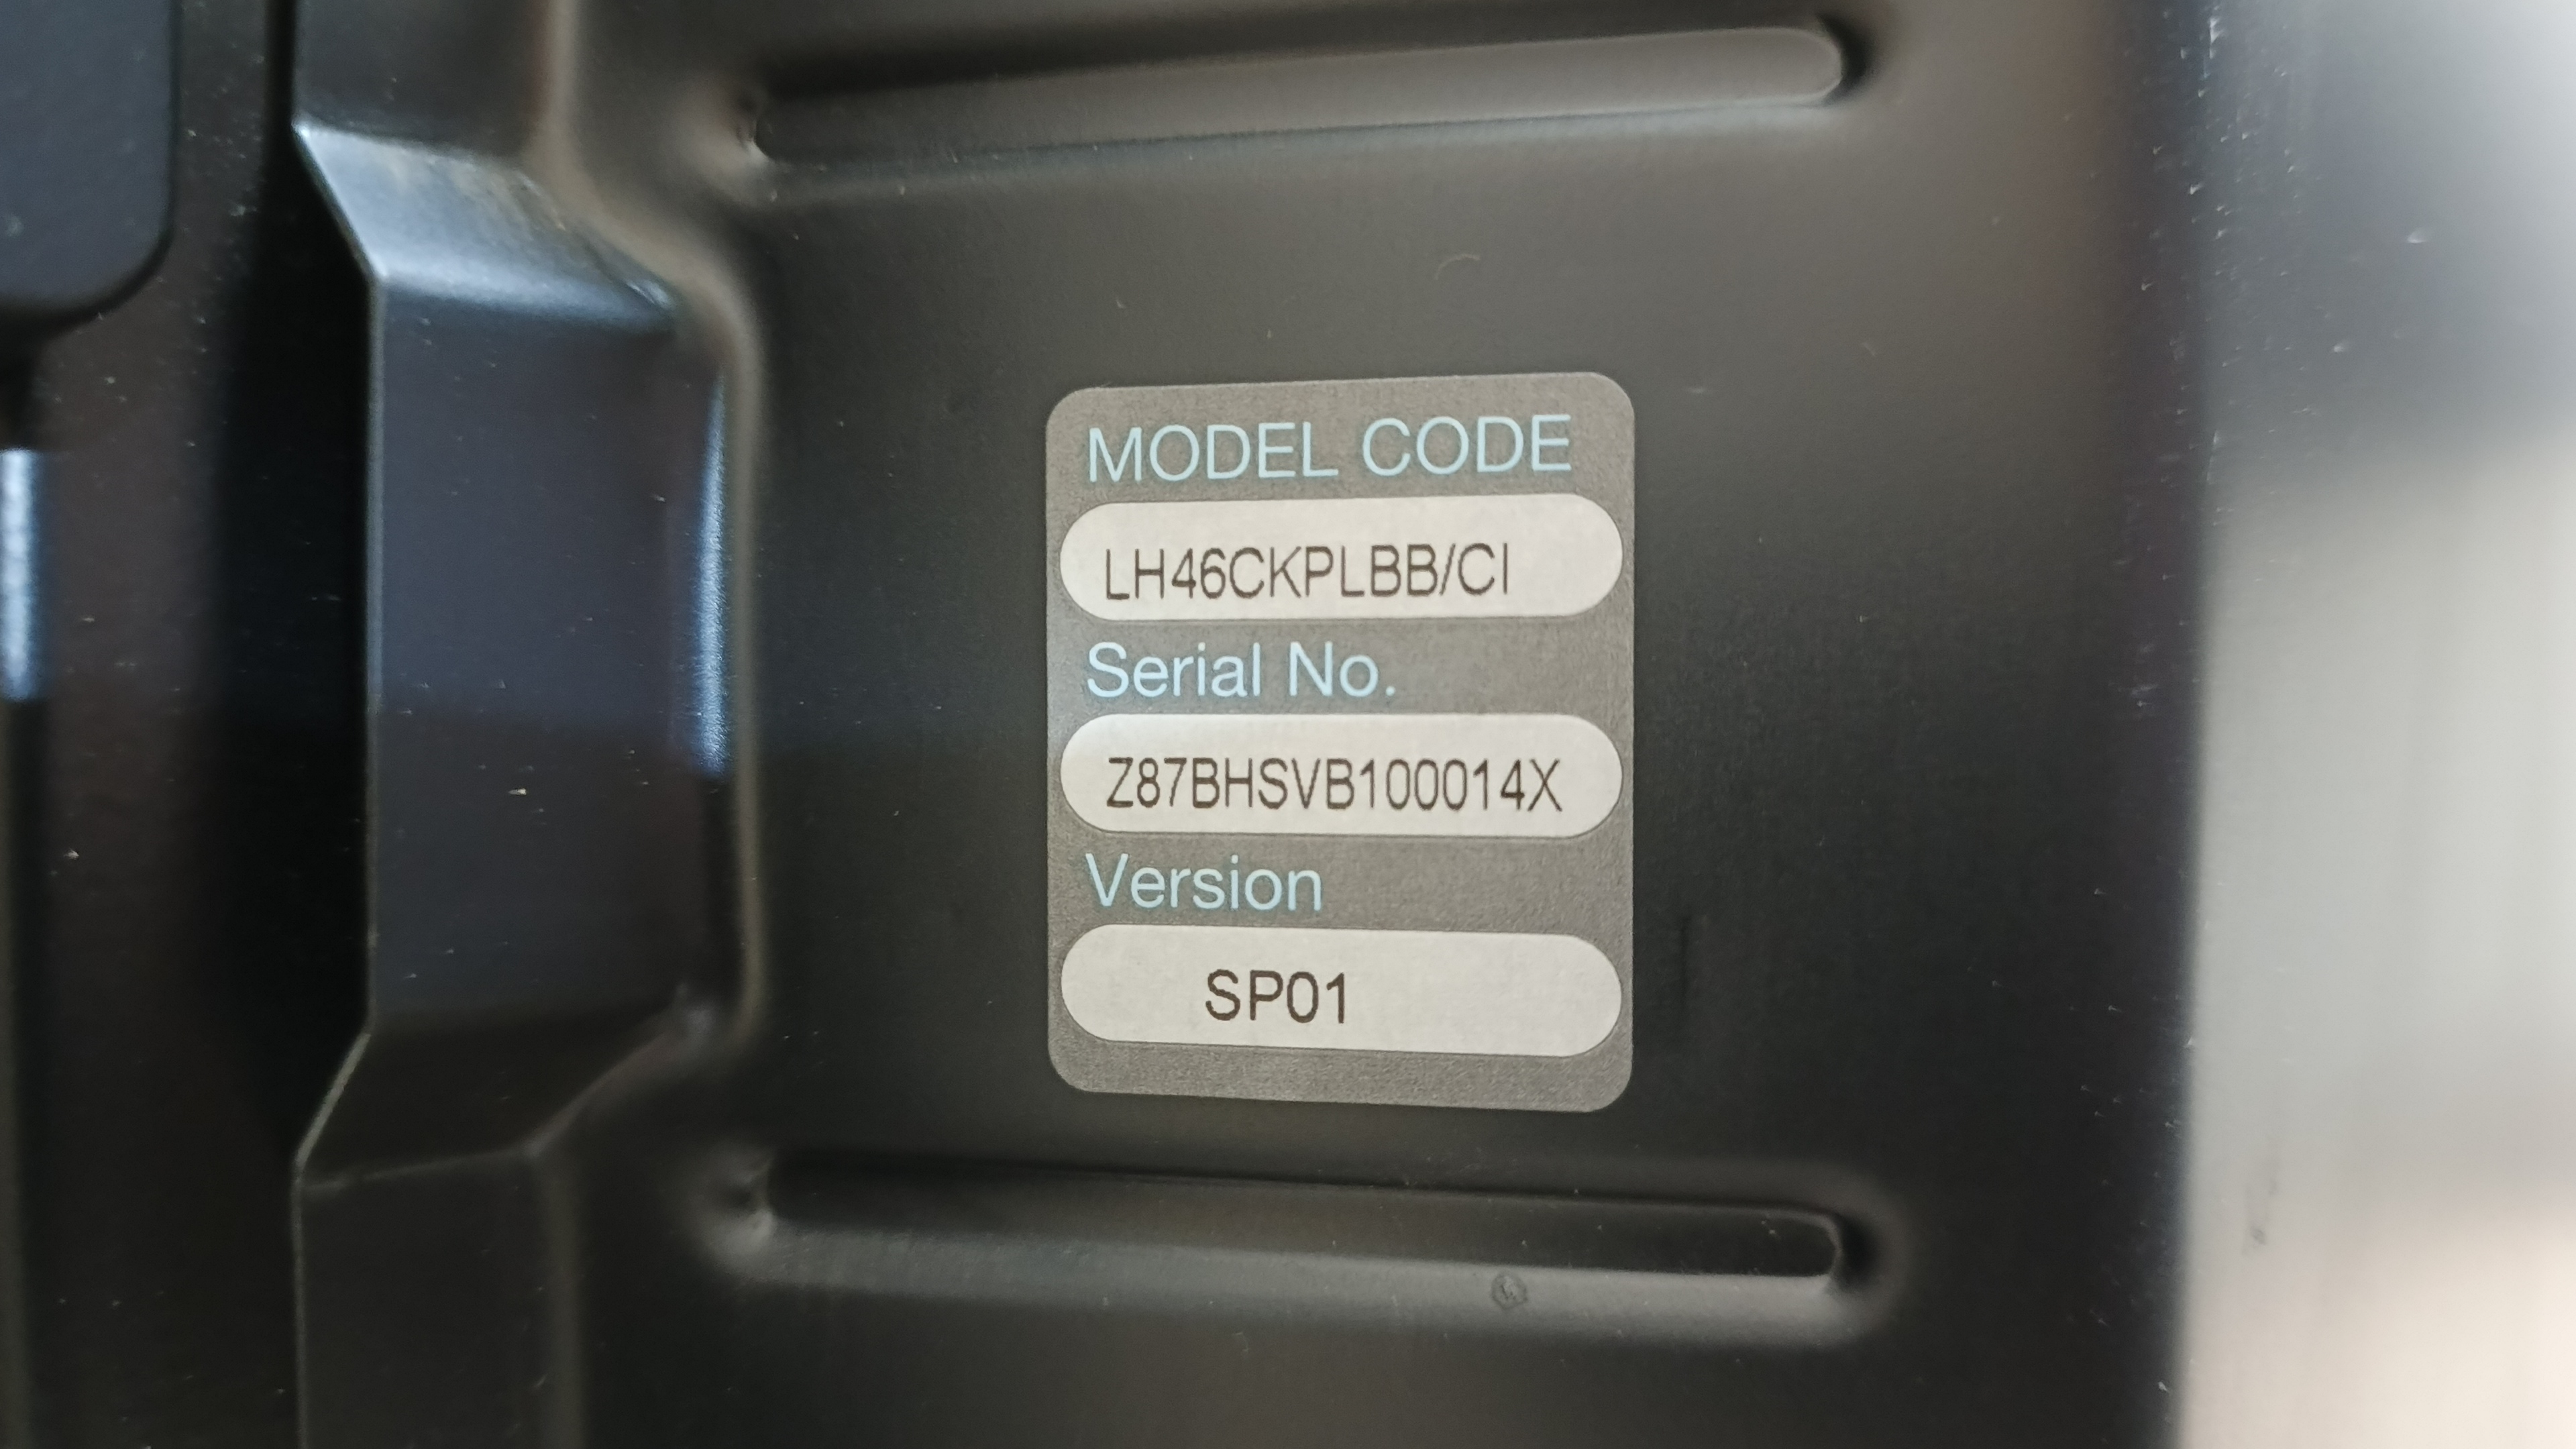 MODEL CODE
LH46CKPLBB/CI
Serial No.
Z87BHSVB100014X
Version
SP01